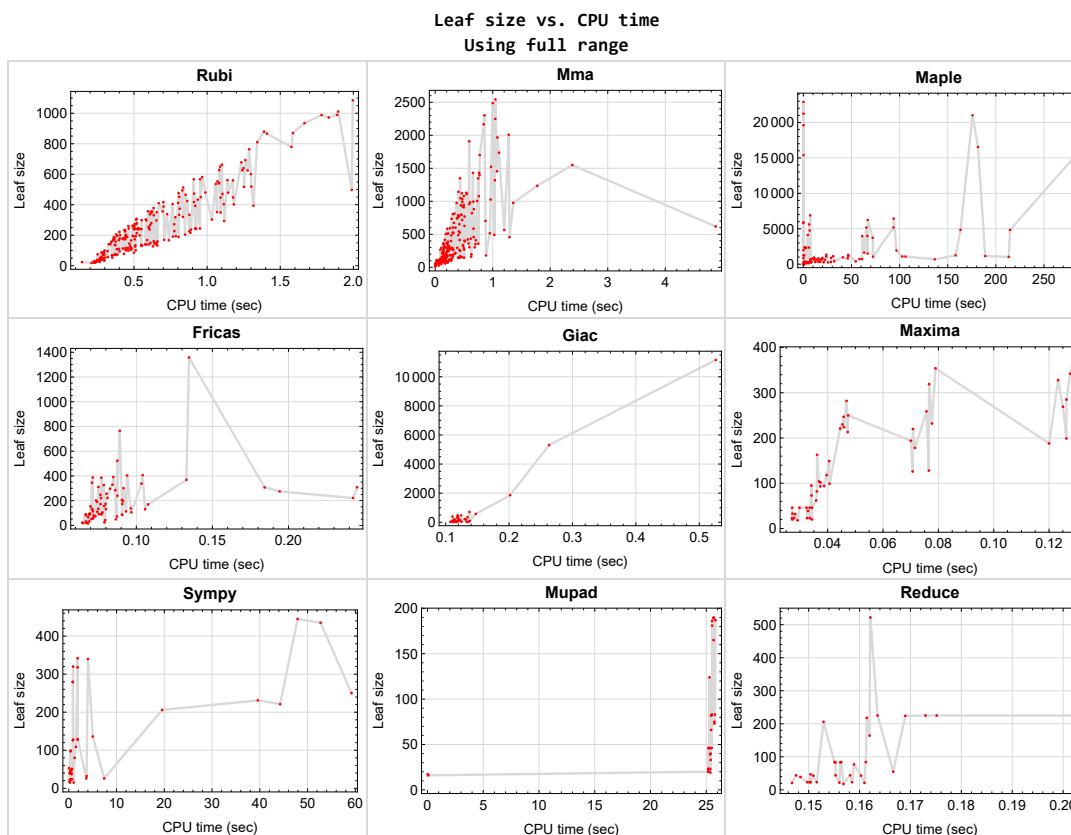 Leaf size vs. CPU time
Using full range
Rubi
Leaf size
1000
800
600
400
200
0
0.5 1.0 1.5 2.0
CPU time (sec)
Mma
Leaf size
2500
2000
1500
1000
500
0
0 1 2 3 4
CPU time (sec)
Maple
Leaf size
20 000
15 000
10 000
5000
0
0 50 100 150 200 250
CPU time (sec)
Fricas
Leaf size
1400
1200
1000
800
600
400
200
0
0.10 0.15 0.20
CPU time (sec)
Giac
Leaf size
10 000
8000
6000
4000
2000
0
0.1 0.2 0.3 0.4 0.5
CPU time (sec)
Maxima
Leaf size
400
300
200
100
0
0.04 0.06 0.08 0.10 0.12
CPU time (sec)
Sympy
Leaf size
400
300
200
100
0
0 10 20 30 40 50 60
CPU time (sec)
Mupad
Leaf size
200
150
100
50
0
0 5 10 15 20 25
CPU time (sec)
Reduce
Leaf size
500
400
300
200
100
0
0.15 0.16 0.17 0.18 0.19 0.20
CPU time (sec)